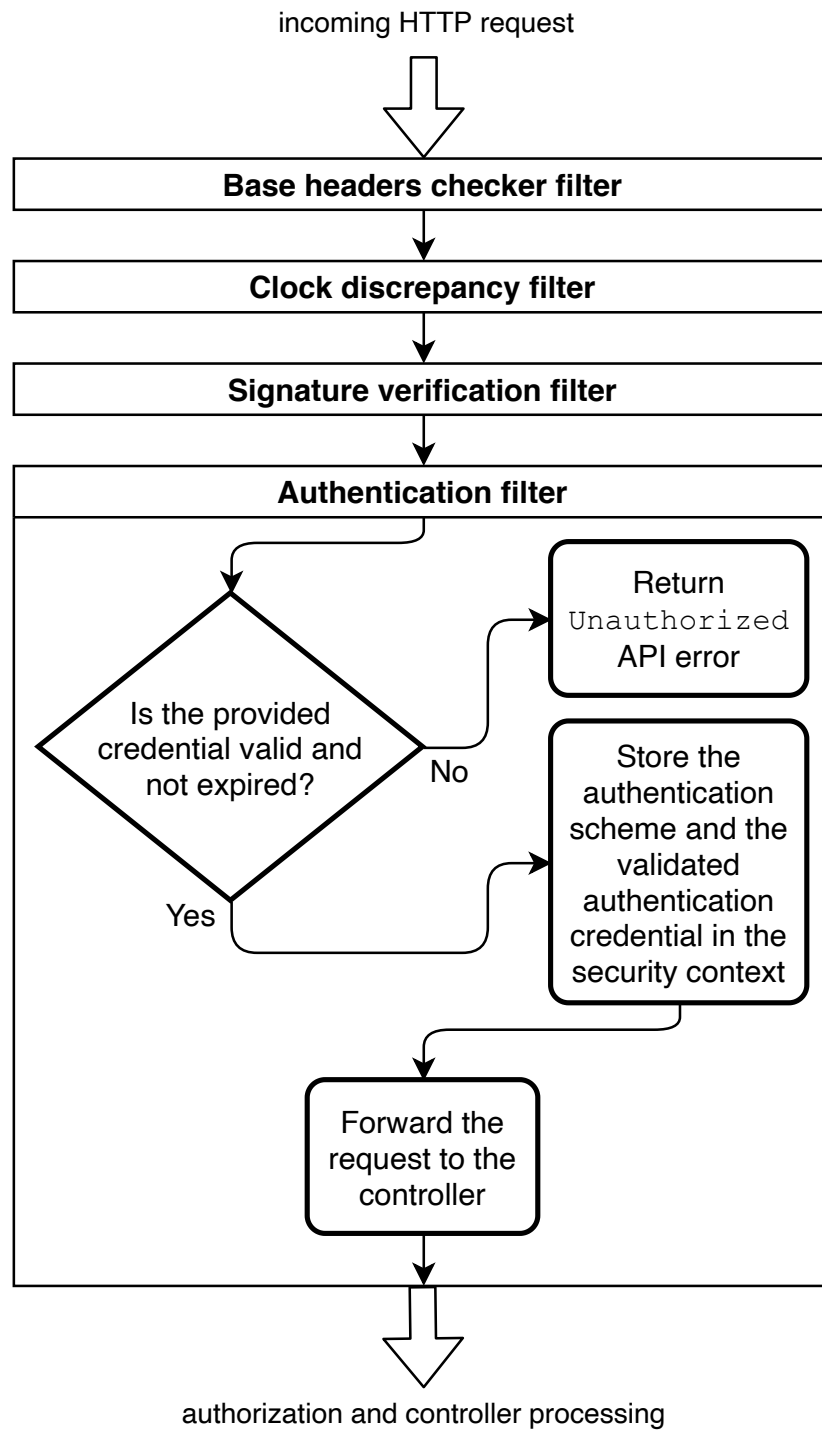 incoming HTTP request
Base headers checker filter
Clock discrepancy filter
Signature verification filter
Authentication filter
Return
Unauthorized
API error
Is the provided
credential valid and
not expired?
No
Store the
authentication
scheme and the
validated
authentication
credential in the
security context
Yes
Forward the
request to the
controller
authorization and controller processing